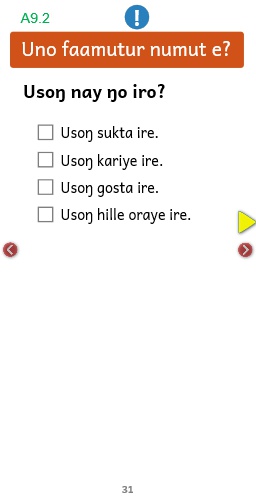 A9.2
!
Uno faamutur numut e?
Usoŋ nay ŋo iro?
Usoŋ sukta ire.
Usoŋ kariye ire.
Usoŋ gosta ire.
Usoŋ hille oraye ire.
31